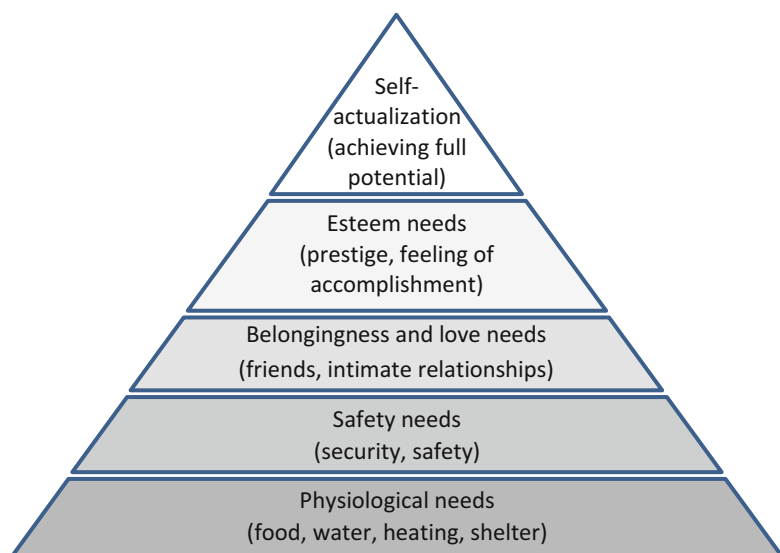 Self-
actualization
(achieving full
potential)
Esteem needs
(prestige, feeling of
accomplishment)
Belongingness and love needs
(friends, intimate relationships)
Safety needs
(security, safety)
Physiological needs
(food, water, heating, shelter)